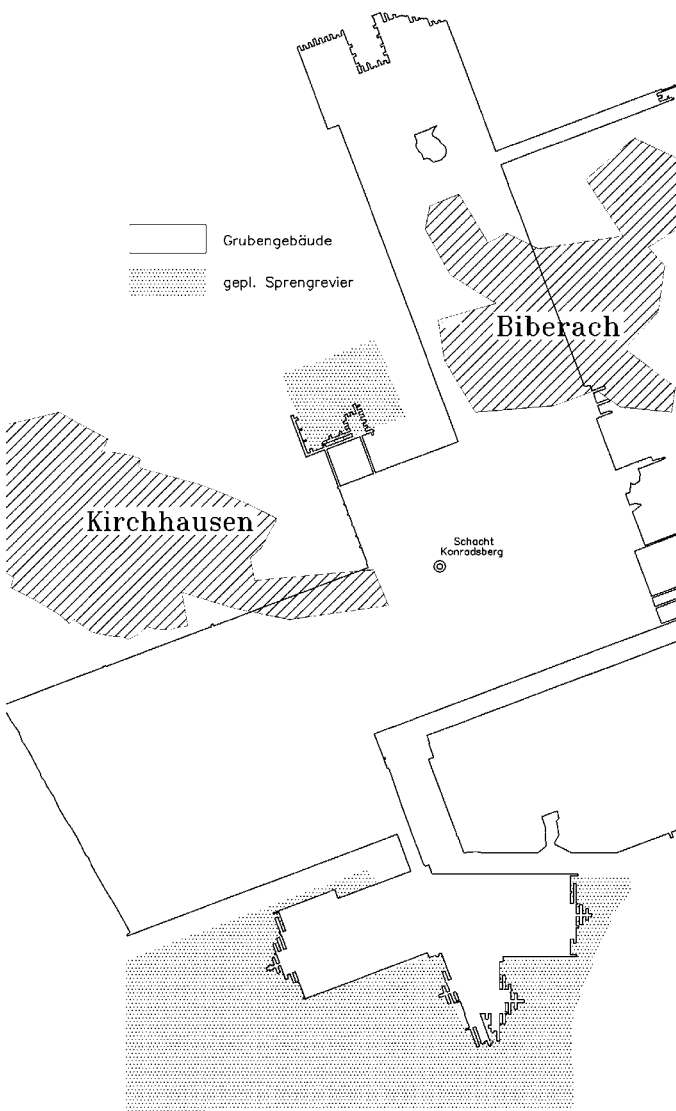 Grubengebäude
gepl. Sprengrevier
Biberach
Kirchhausen
Schacht
Konradsberg